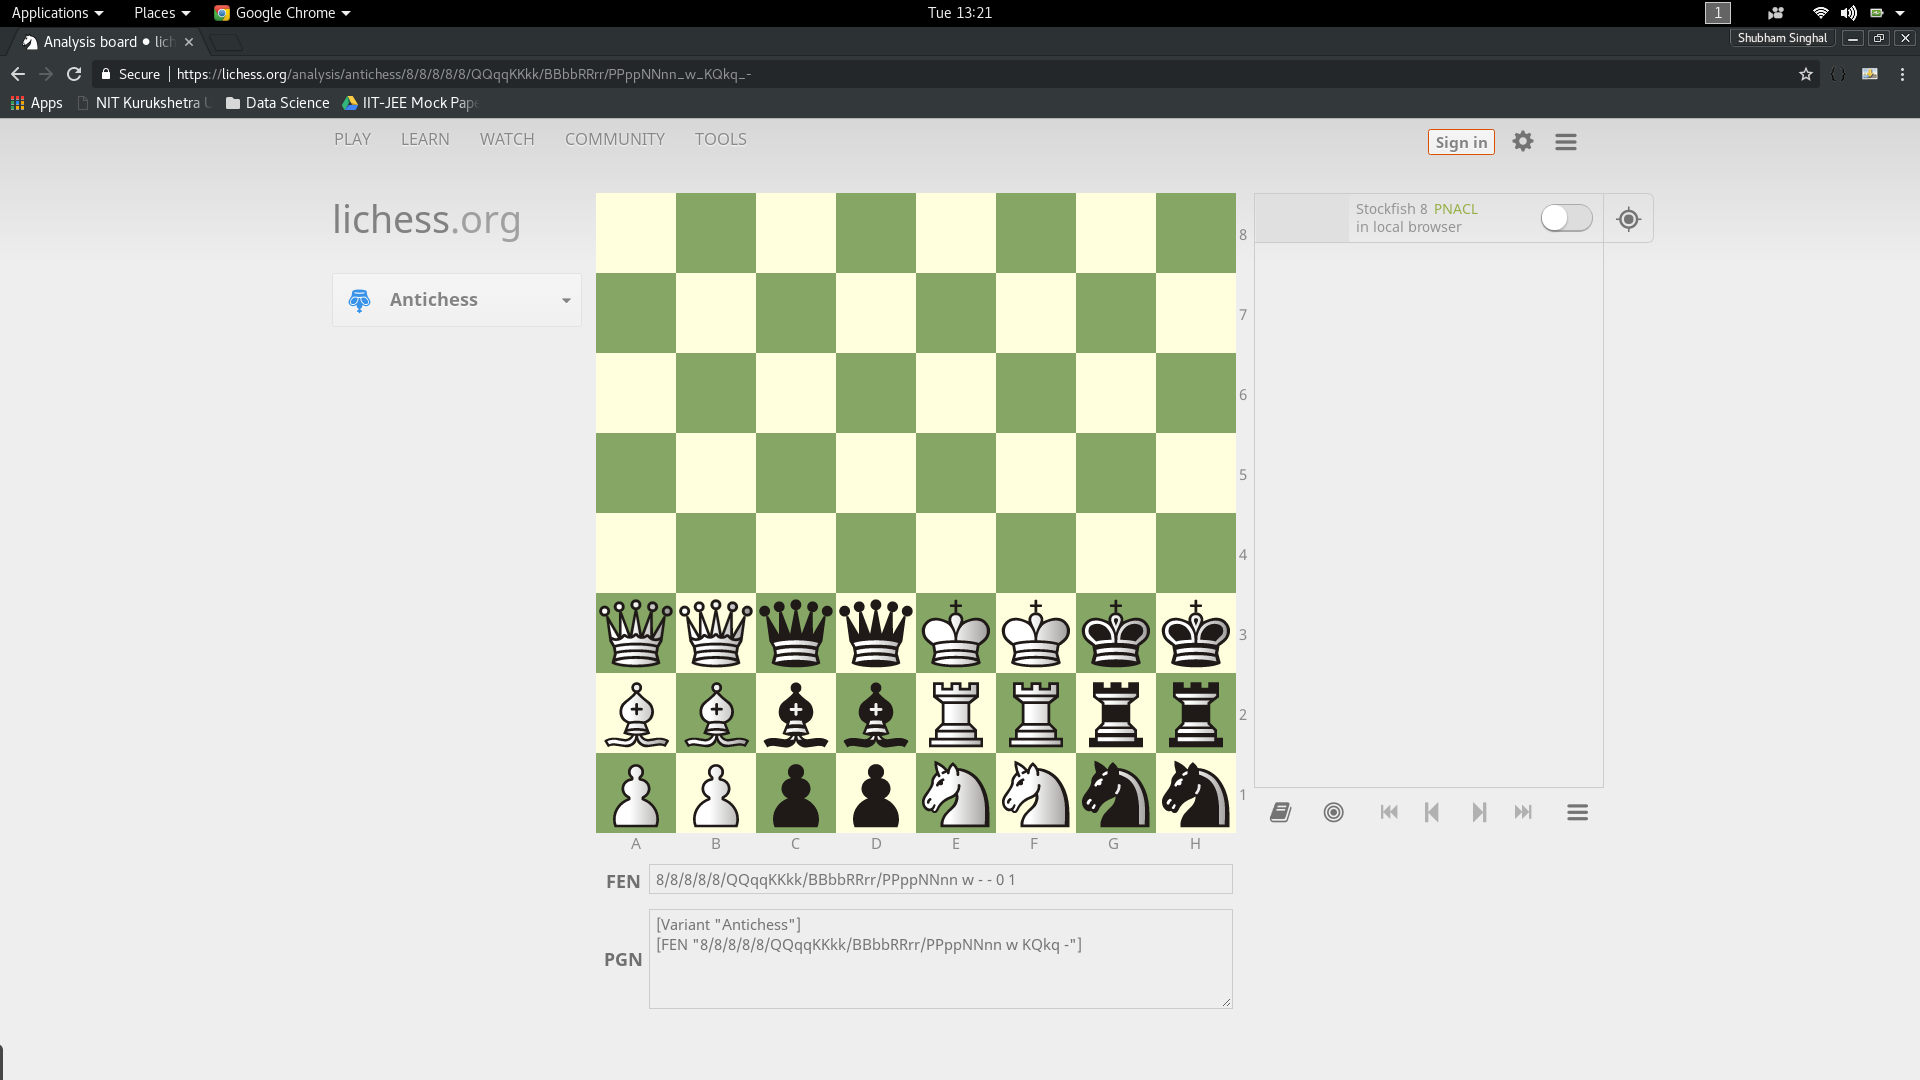 Applications Places Google Chrome Tue 13:21 1
Analysis board • lich Shubham Singhal
Secure https://lichess.org/analysis/antichess/8/8/8/8/8/QQqqKKkk/BBbbRRrr/PPppNNnn_w_KQkq_-
Apps NIT Kurukshetra U Data Science IIT-JEE Mock Pape
PLAY LEARN WATCH COMMUNITY TOOLS Sign in
lichess.org
Stockfish 8 PNACL
in local browser
Antichess
8
7
6
5
4
3
2
1
A B C D E F G H
FEN 8/8/8/8/8/QQqqKKkk/BBbbRRrr/PPppNNnn w - - 0 1
[Variant "Antichess"]
[FEN "8/8/8/8/8/QQqqKKkk/BBbbRRrr/PPppNNnn w KQkq -"]
PGN